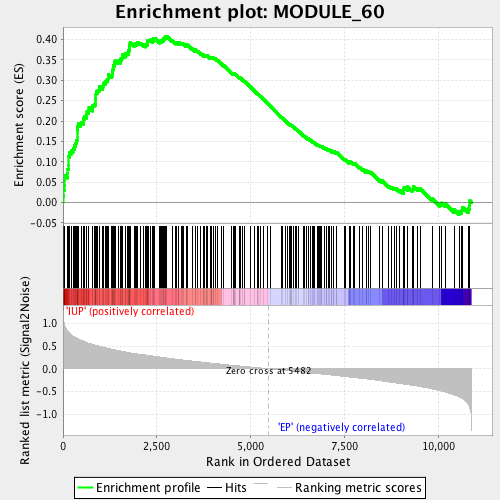 Enrichment plot: MODULE_60
Enrichment score (ES)
0.40
0.35
0.30
0.25
0.20
0.15
0.10
0.05
0.00
-0.05
'IUP' (positively correlated)
Ranked list metric (Signal2Noise)
1.0
0.5
0.0
-0.5
-1.0
Zero cross at 5482
'EP' (negatively correlated)
0 2,500 5,000 7,500 10,000
Rank in Ordered Dataset
Enrichment profile Hits Ranking metric scores